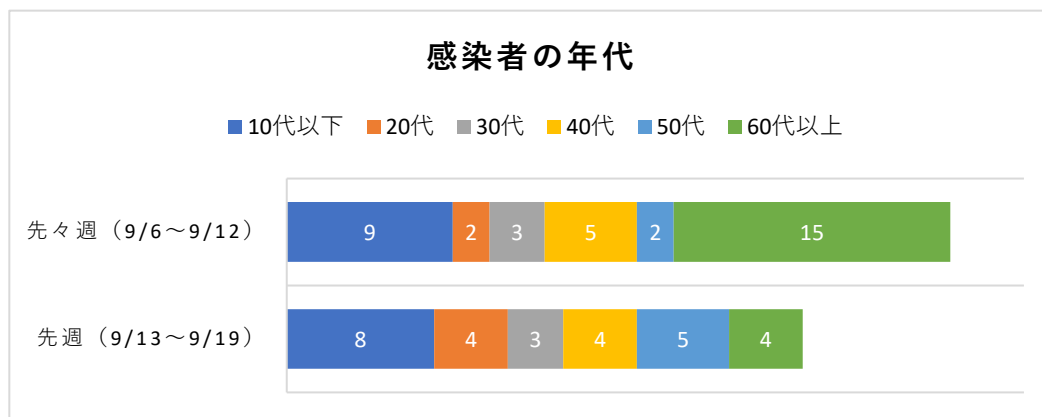 感染者の年代
10代以下 20代 30代 40代 50代 60代以上
先々週（9/6～9/12） 9 2 3 5 2 15
先週（9/13～9/19） 8 4 3 4 5 4